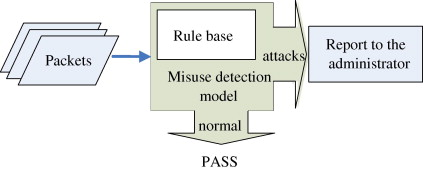 Packets
Rule base
Misuse detection
model
attacks
Report to the
administrator
normal
PASS